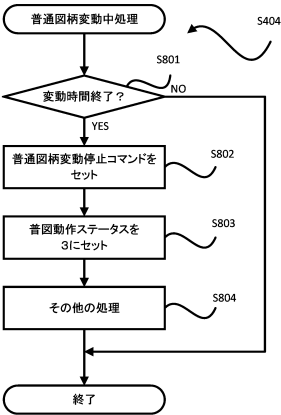 普通図柄変動中処理
S404
S801
変動時間終了？
NO
YES
普通図柄変動停止コマンドを
セット
S802
普図動作ステータスを
３にセット
S803
その他の処理
S804
終了